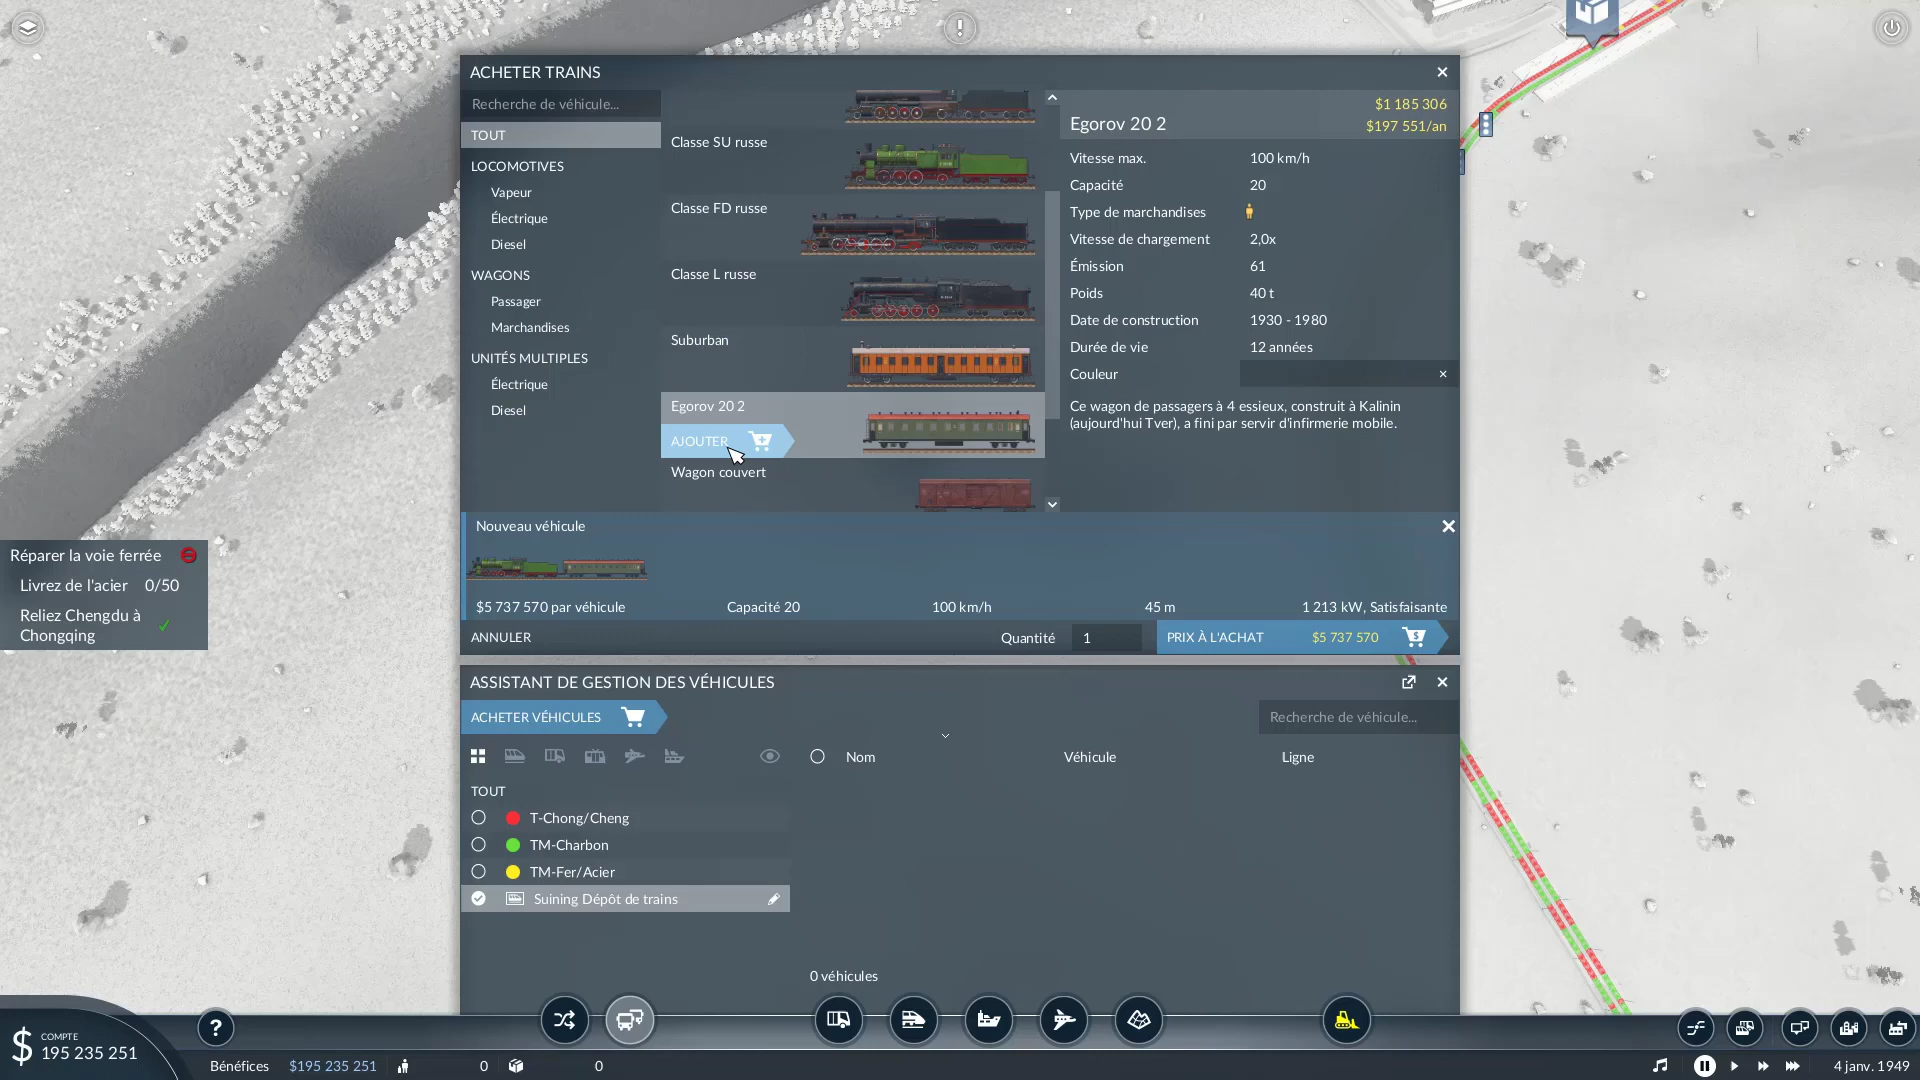 ACHETER TRAINS
Recherche de véhicule...
TOUT
LOCOMOTIVES
Vapeur
Électrique
Diesel
WAGONS
Passager
Marchandises
UNITÉS MULTIPLES
Électrique
Diesel
Classe SU russe
Classe FD russe
Classe L russe
Suburban
Egorov 20 2
AJOUTER
Wagon couvert
$1 185 306
Egorov 20 2
$197 551/an
Vitesse max. 100 km/h
Capacité 20
Type de marchandises
Vitesse de chargement 2,0x
Émission 61
Poids 40 t
Date de construction 1930 - 1980
Durée de vie 12 années
Couleur
Ce wagon de passagers à 4 essieux, construit à Kalinin
(aujourd'hui Tver), a fini par servir d'infirmerie mobile.
Nouveau véhicule
$5 737 570 par véhicule Capacité 20 100 km/h 45 m 1 213 kW, Satisfaisante
ANNULER Quantité 1 PRIX À L'ACHAT $5 737 570
Réparer la voie ferrée
Livrez de l'acier 0/50
Reliez Chengdu à
Chongqing
ASSISTANT DE GESTION DES VÉHICULES
ACHETER VÉHICULES
Recherche de véhicule...
Nom Véhicule Ligne
TOUT
T-Chong/Cheng
TM-Charbon
TM-Fer/Acier
Suining Dépôt de trains
0 véhicules
$ COMPTE
195 235 251
?
Bénéfices $195 235 251 0 0
4 janv. 1949